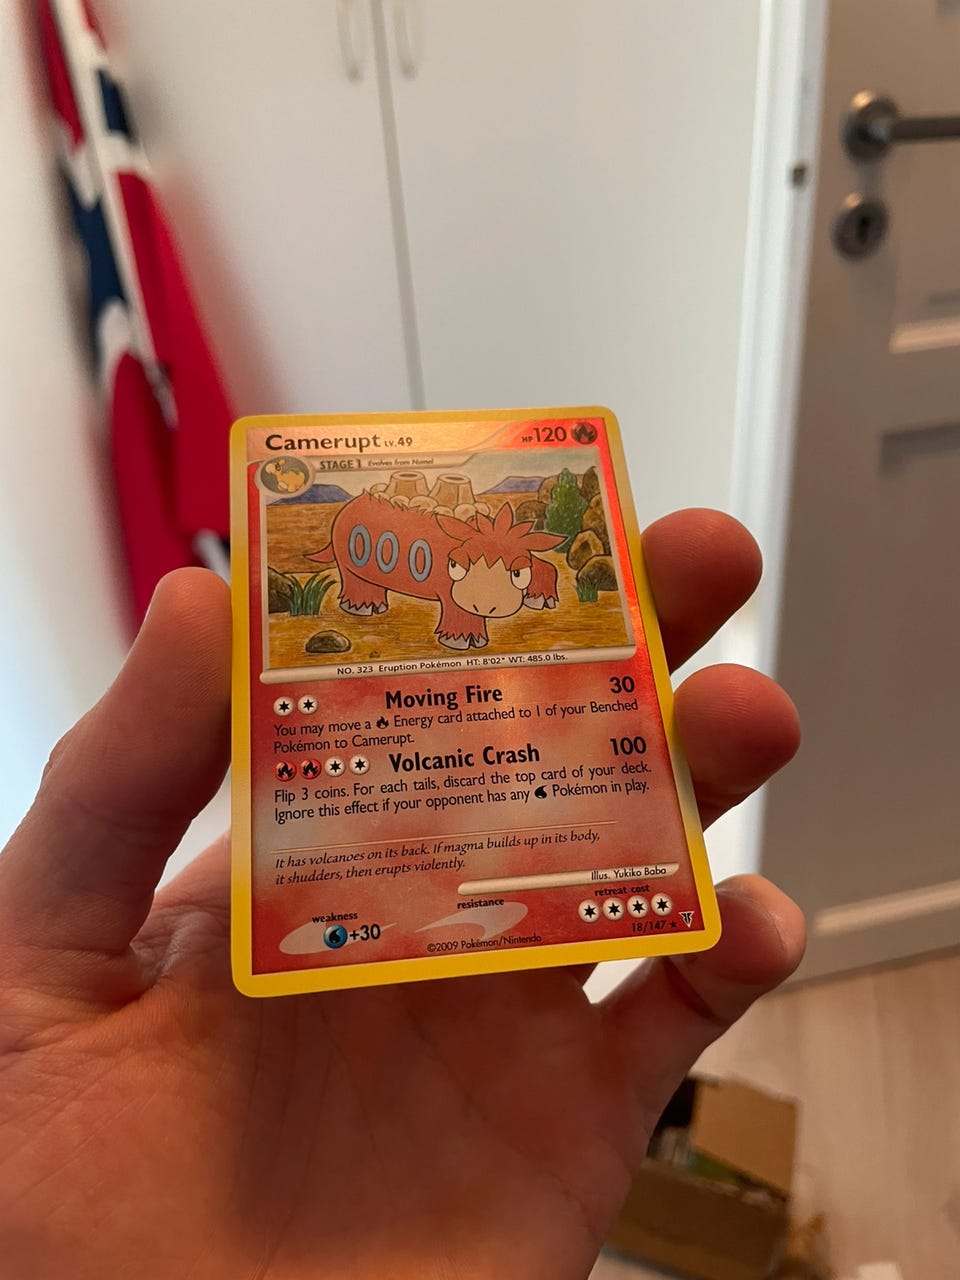 Camerupt LV.49 HP 120
STAGE 1 Evolves from Numel
NO. 323 Eruption Pokémon HT: 8'02" WT: 485.0 lbs.
Moving Fire 30
You may move a Energy card attached to 1 of your Benched
Pokémon to Camerupt.
Volcanic Crash 100
Flip 3 coins. For each tails, discard the top card of your deck.
Ignore this effect if your opponent has any Pokémon in play.
It has volcanoes on its back. If magma builds up in its body,
it shudders, then erupts violently.
Illus. Yukiko Baba
weakness resistance retreat cost
+30
18/147
©2009 Pokémon/Nintendo